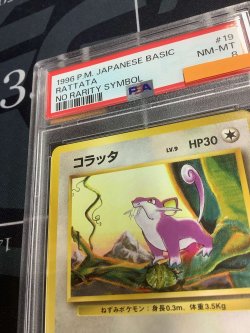 1996 P.M. JAPANESE BASIC #19
RATTATA NM-MT
NO RARITY SYMBOL 8
PSA
コラッタ LV.9 HP30
ねずみポケモン：身長0.3m、体重3.5Kg